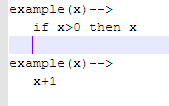 example(x)-->
if x>0 then x
example(x)-->
x+1